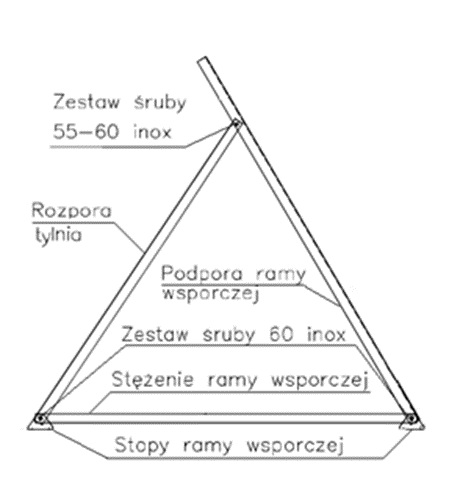 Zestaw śruby
55-60 inox
Rozpora
tylnia
Podpora ramy
wsporczej
Zestaw sruby 60 inox
Stężenie ramy wsporczej
Stopy ramy wsporczej